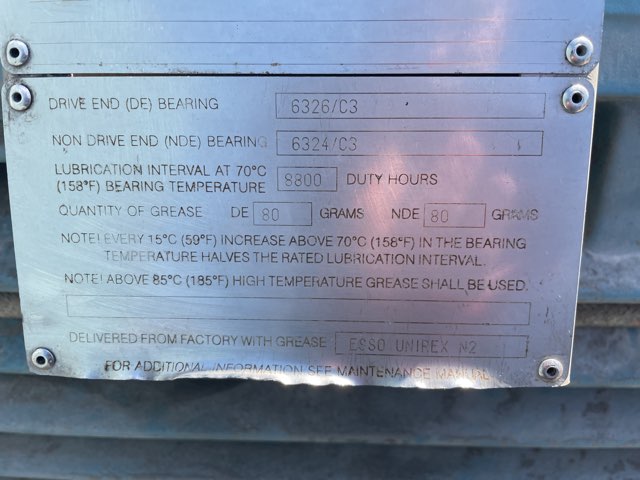 DRIVE END (DE) BEARING 6326/C3
NON DRIVE END (NDE) BEARING 6324/C3
LUBRICATION INTERVAL AT 70°C
(158°F) BEARING TEMPERATURE 8800 DUTY HOURS
QUANTITY OF GREASE DE 80 GRAMS NDE 80 GRAMS
NOTE! EVERY 15°C (59°F) INCREASE ABOVE 70°C (158°F) IN THE BEARING
TEMPERATURE HALVES THE RATED LUBRICATION INTERVAL.
NOTE! ABOVE 85°C (185°F) HIGH TEMPERATURE GREASE SHALL BE USED.
DELIVERED FROM FACTORY WITH GREASE ESSO UNIREX N2
FOR ADDITIONAL INFORMATION SEE MAINTENANCE MANUAL